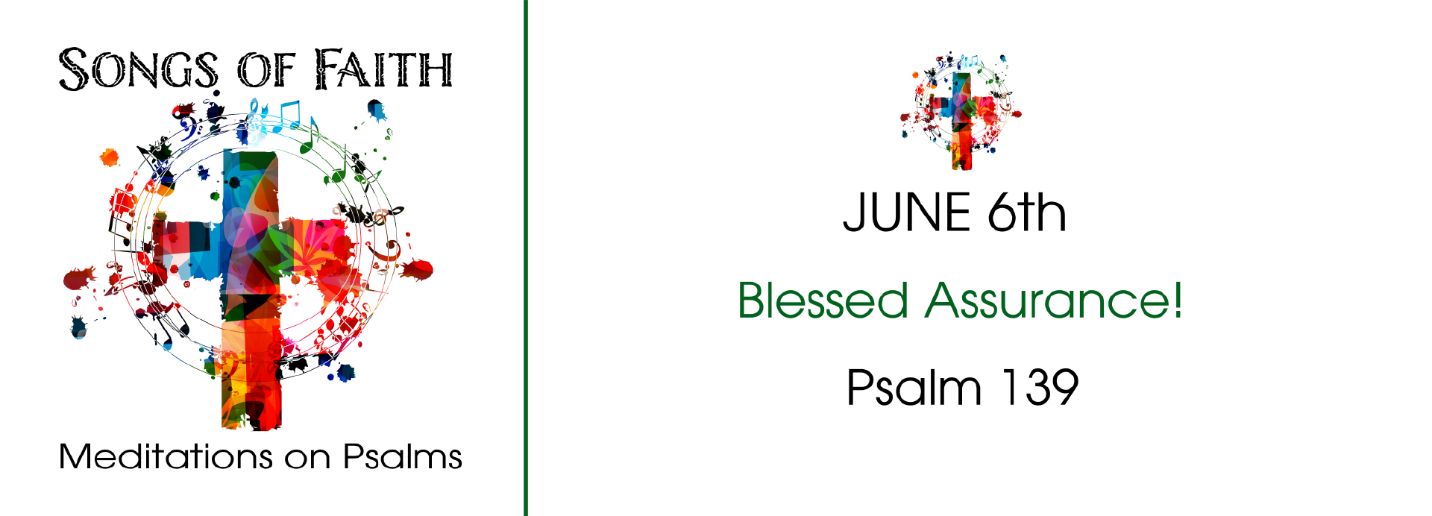 Songs of Faith
Meditations on Psalms
JUNE 6th
Blessed Assurance!
Psalm 139